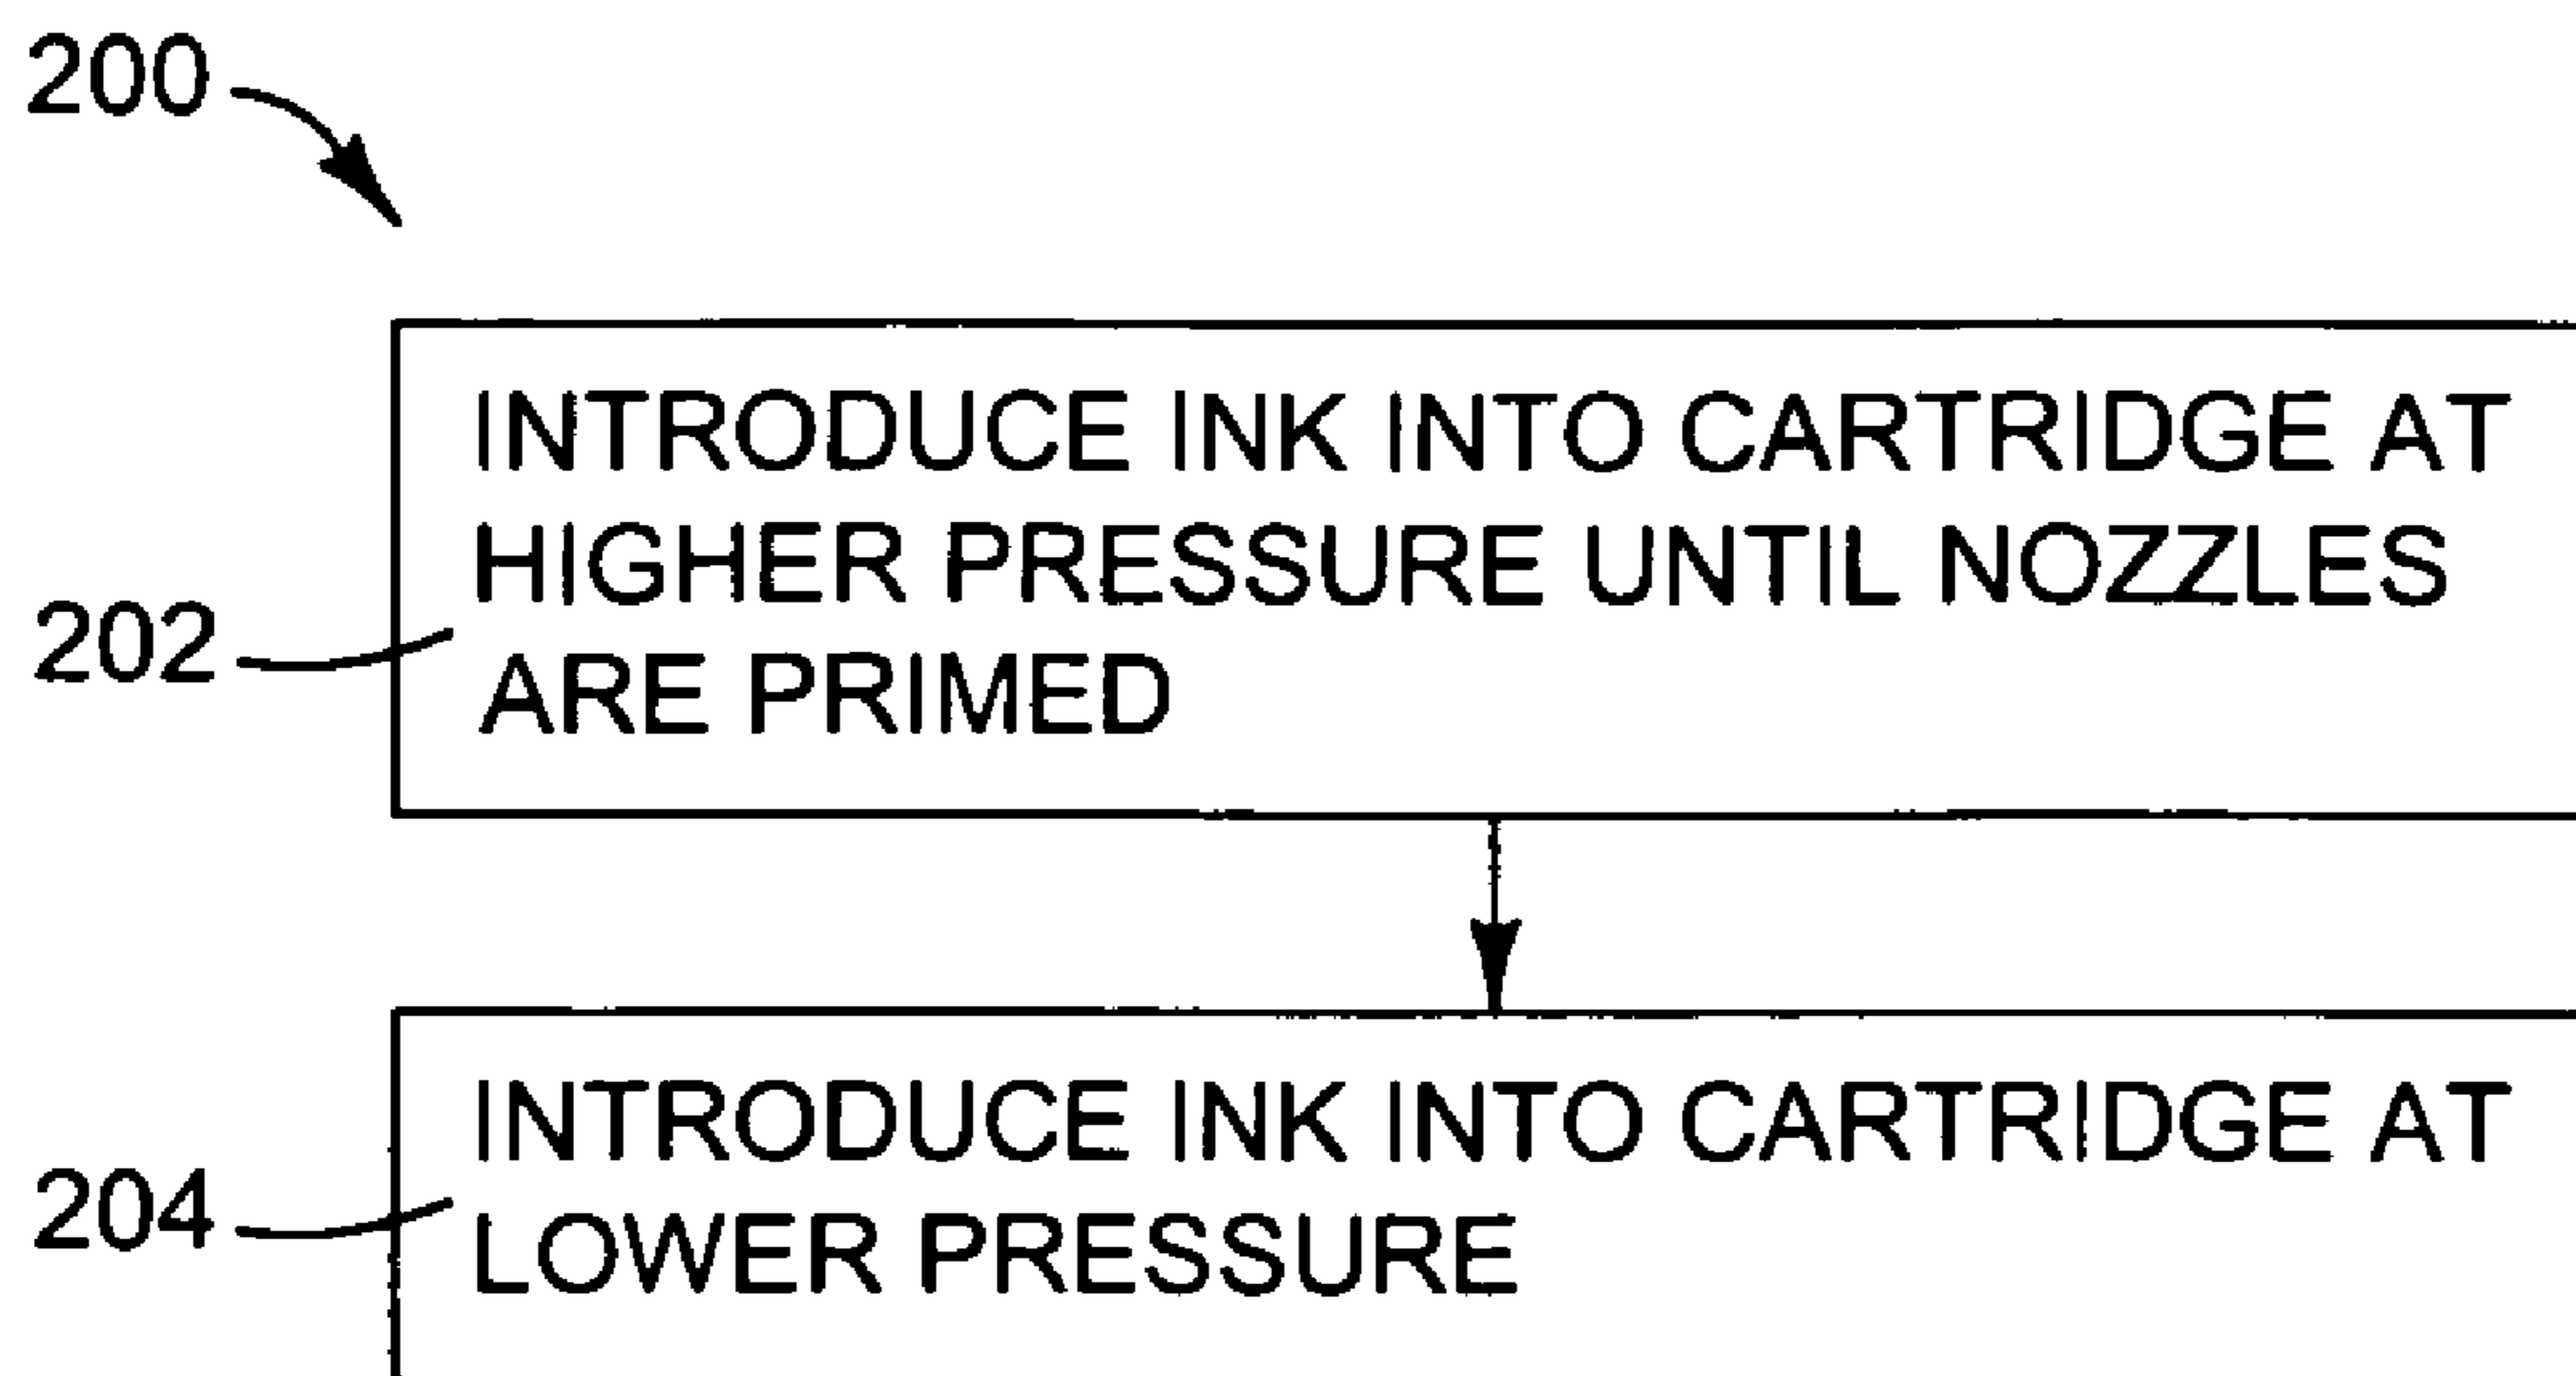 200
INTRODUCE INK INTO CARTRIDGE AT
HIGHER PRESSURE UNTIL NOZZLES
ARE PRIMED
202
INTRODUCE INK INTO CARTRIDGE AT
LOWER PRESSURE
204